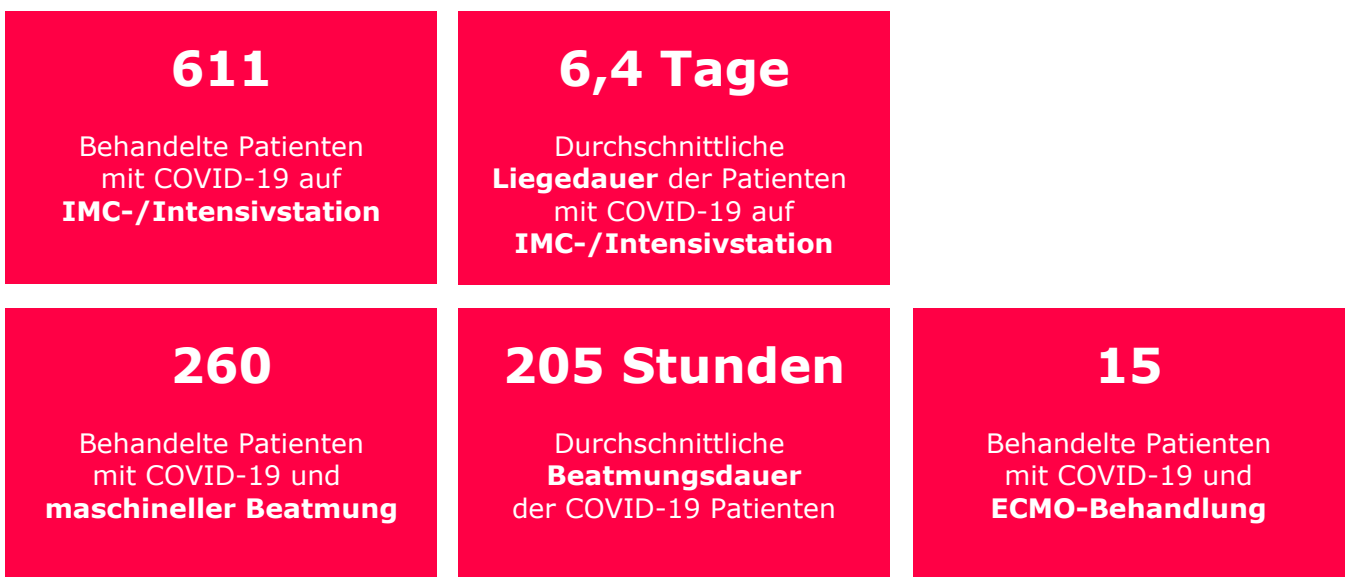 611
Behandelte Patienten
mit COVID-19 auf
IMC-/Intensivstation
6,4 Tage
Durchschnittliche
Liegedauer der Patienten
mit COVID-19 auf
IMC-/Intensivstation
260
Behandelte Patienten
mit COVID-19 und
maschineller Beatmung
205 Stunden
Durchschnittliche
Beatmungsdauer
der COVID-19 Patienten
15
Behandelte Patienten
mit COVID-19 und
ECMO-Behandlung